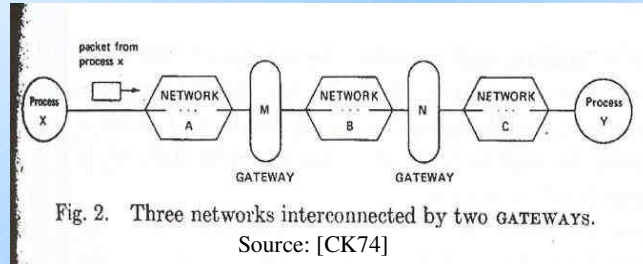 packet from
process x
Process
X
NETWORK
...
A
M
GATEWAY
NETWORK
...
B
N
GATEWAY
NETWORK
...
C
Process
Y
Fig. 2. Three networks interconnected by two GATEWAYS.
Source: [CK74]